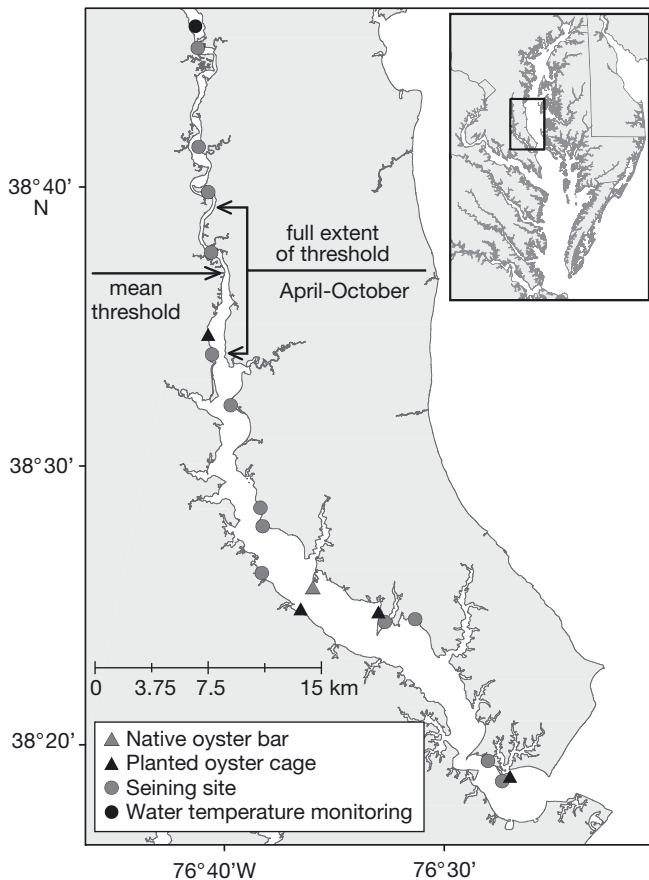 38°40’
N
full extent
of threshold
April-October
mean
threshold
38°30’
0 3.75 7.5 15 km
38°20’
Native oyster bar
Planted oyster cage
Seining site
Water temperature monitoring
76°40’W 76°30’